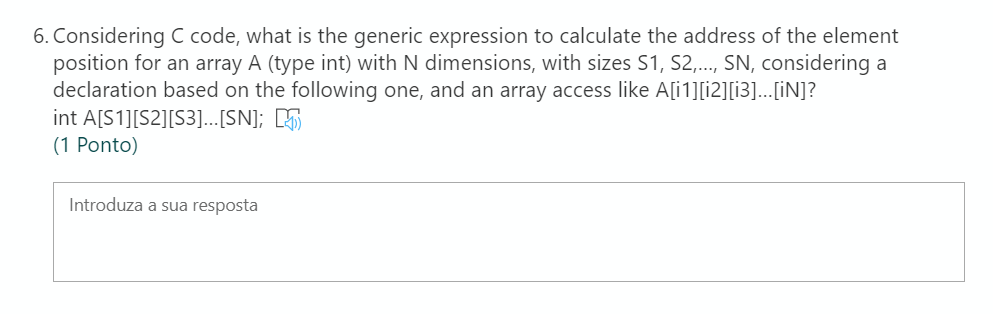 6. Considering C code, what is the generic expression to calculate the address of the element
position for an array A (type int) with N dimensions, with sizes S1, S2,..., SN, considering a
declaration based on the following one, and an array access like A[i1][i2][i3]...[iN]?
int A[S1][S2][S3]...[SN];
(1 Ponto)
Introduza a sua resposta